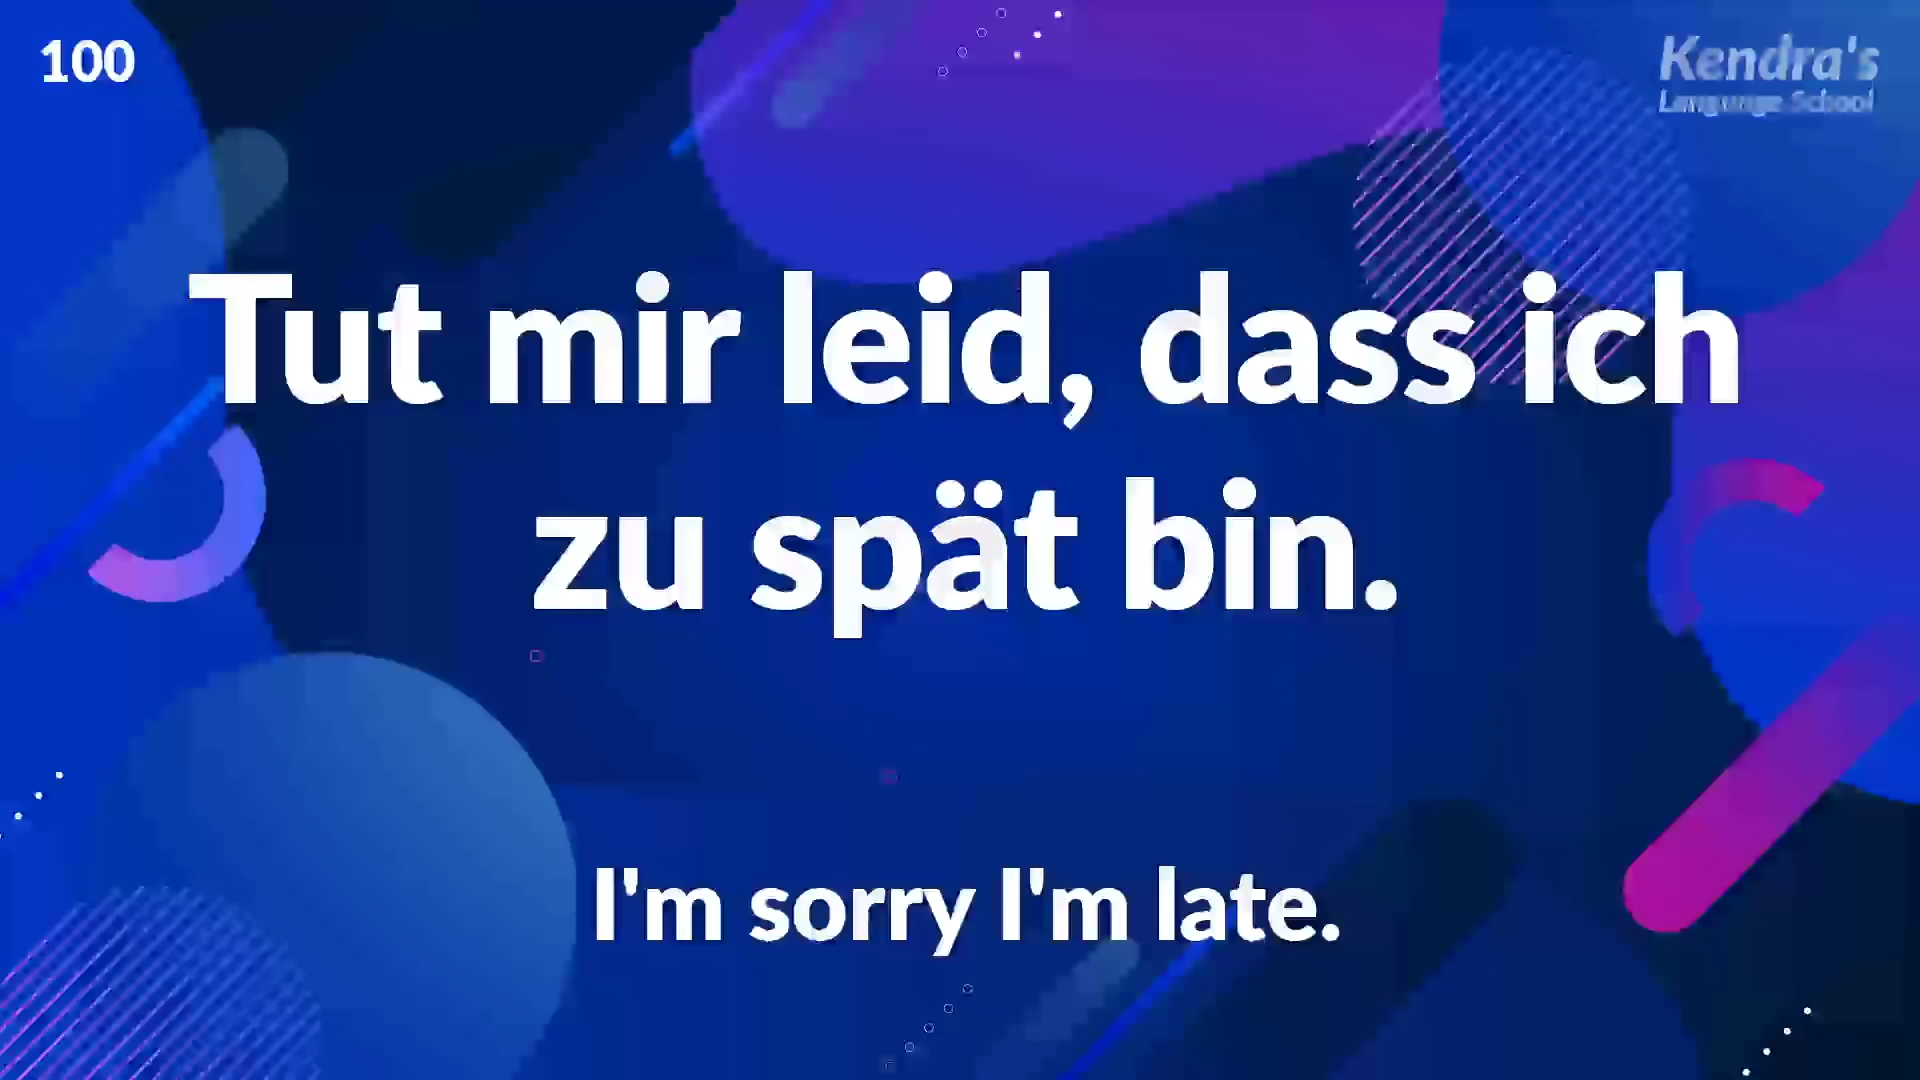 100
Kendra's
Language School
Tut mir leid, dass ich
zu spät bin.
I'm sorry I'm late.